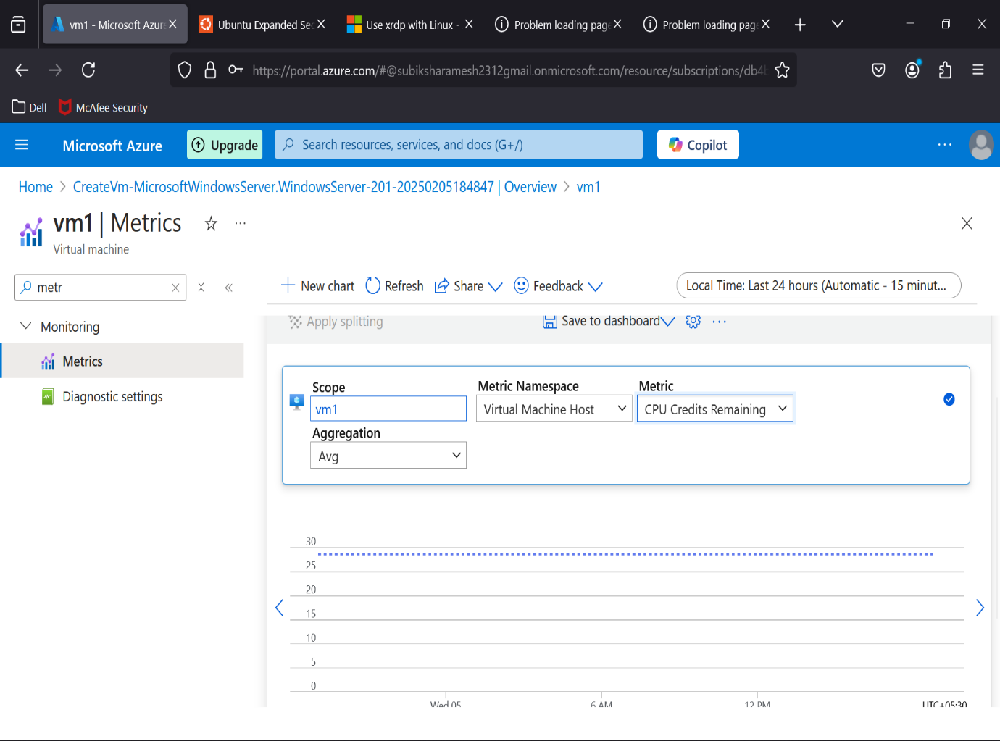 vm1 - Microsoft Azur
Ubuntu Expanded Sec
Use xrdp with Linux -
Problem loading page
Problem loading page
https://portal.azure.com/#@subiksharamesh2312gmail.onmicrosoft.com/resource/subscriptions/db4b
Dell
McAfee Security
Microsoft Azure
Upgrade
Search resources, services, and docs (G+/)
Copilot
Home > CreateVm-MicrosoftWindowsServer.WindowsServer-201-20250205184847 | Overview > vm1
vm1 | Metrics
Virtual machine
metr
New chart
Refresh
Share
Feedback
Local Time: Last 24 hours (Automatic - 15 minut...
Monitoring
Metrics
Diagnostic settings
Apply splitting
Save to dashboard
Scope
Metric Namespace
Metric
vm1
Virtual Machine Host
CPU Credits Remaining
Aggregation
Avg
30
25
20
15
10
5
0
Wed 05
6 AM
12 PM
UTC+05:30